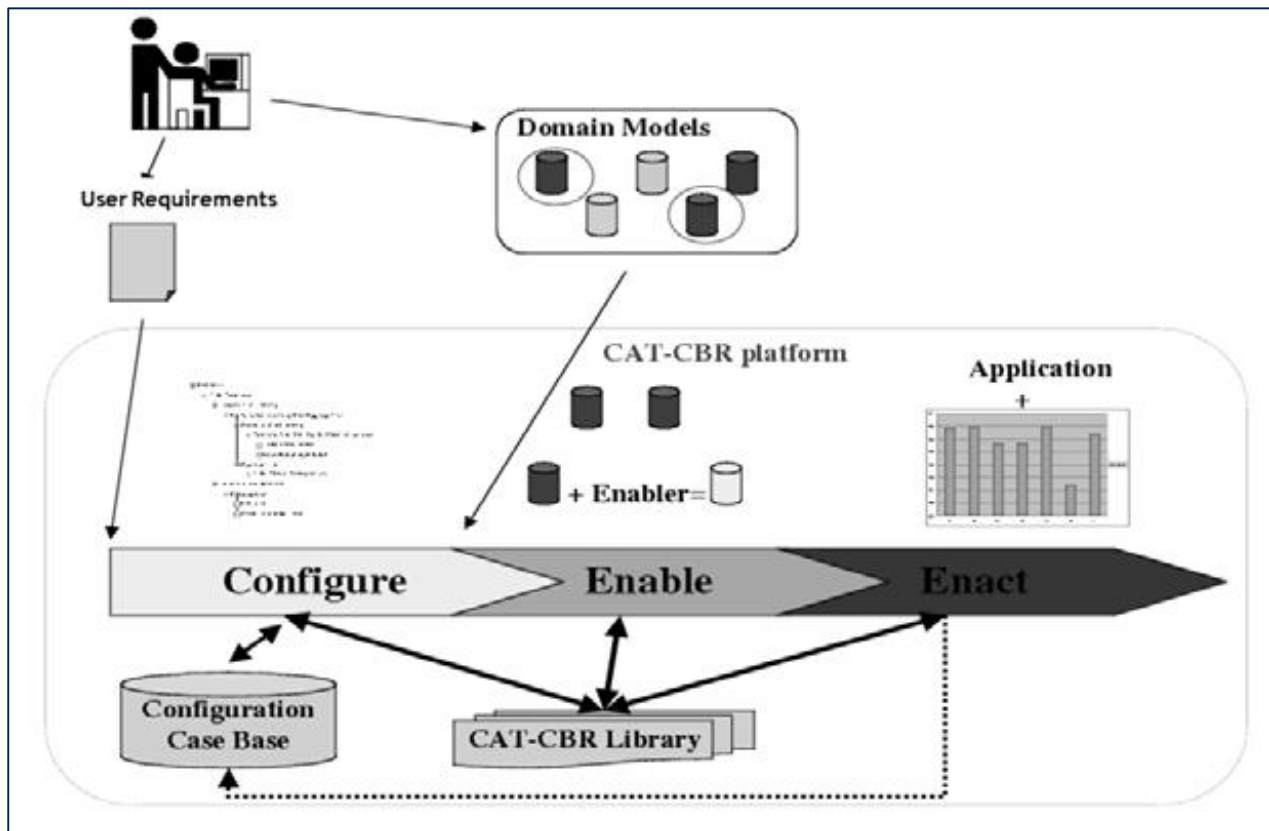 Domain Models
User Requirements
CAT-CBR platform
Application
+
+ Enabler=
Configure
Enable
Enact
Configuration
Case Base
CAT-CBR Library